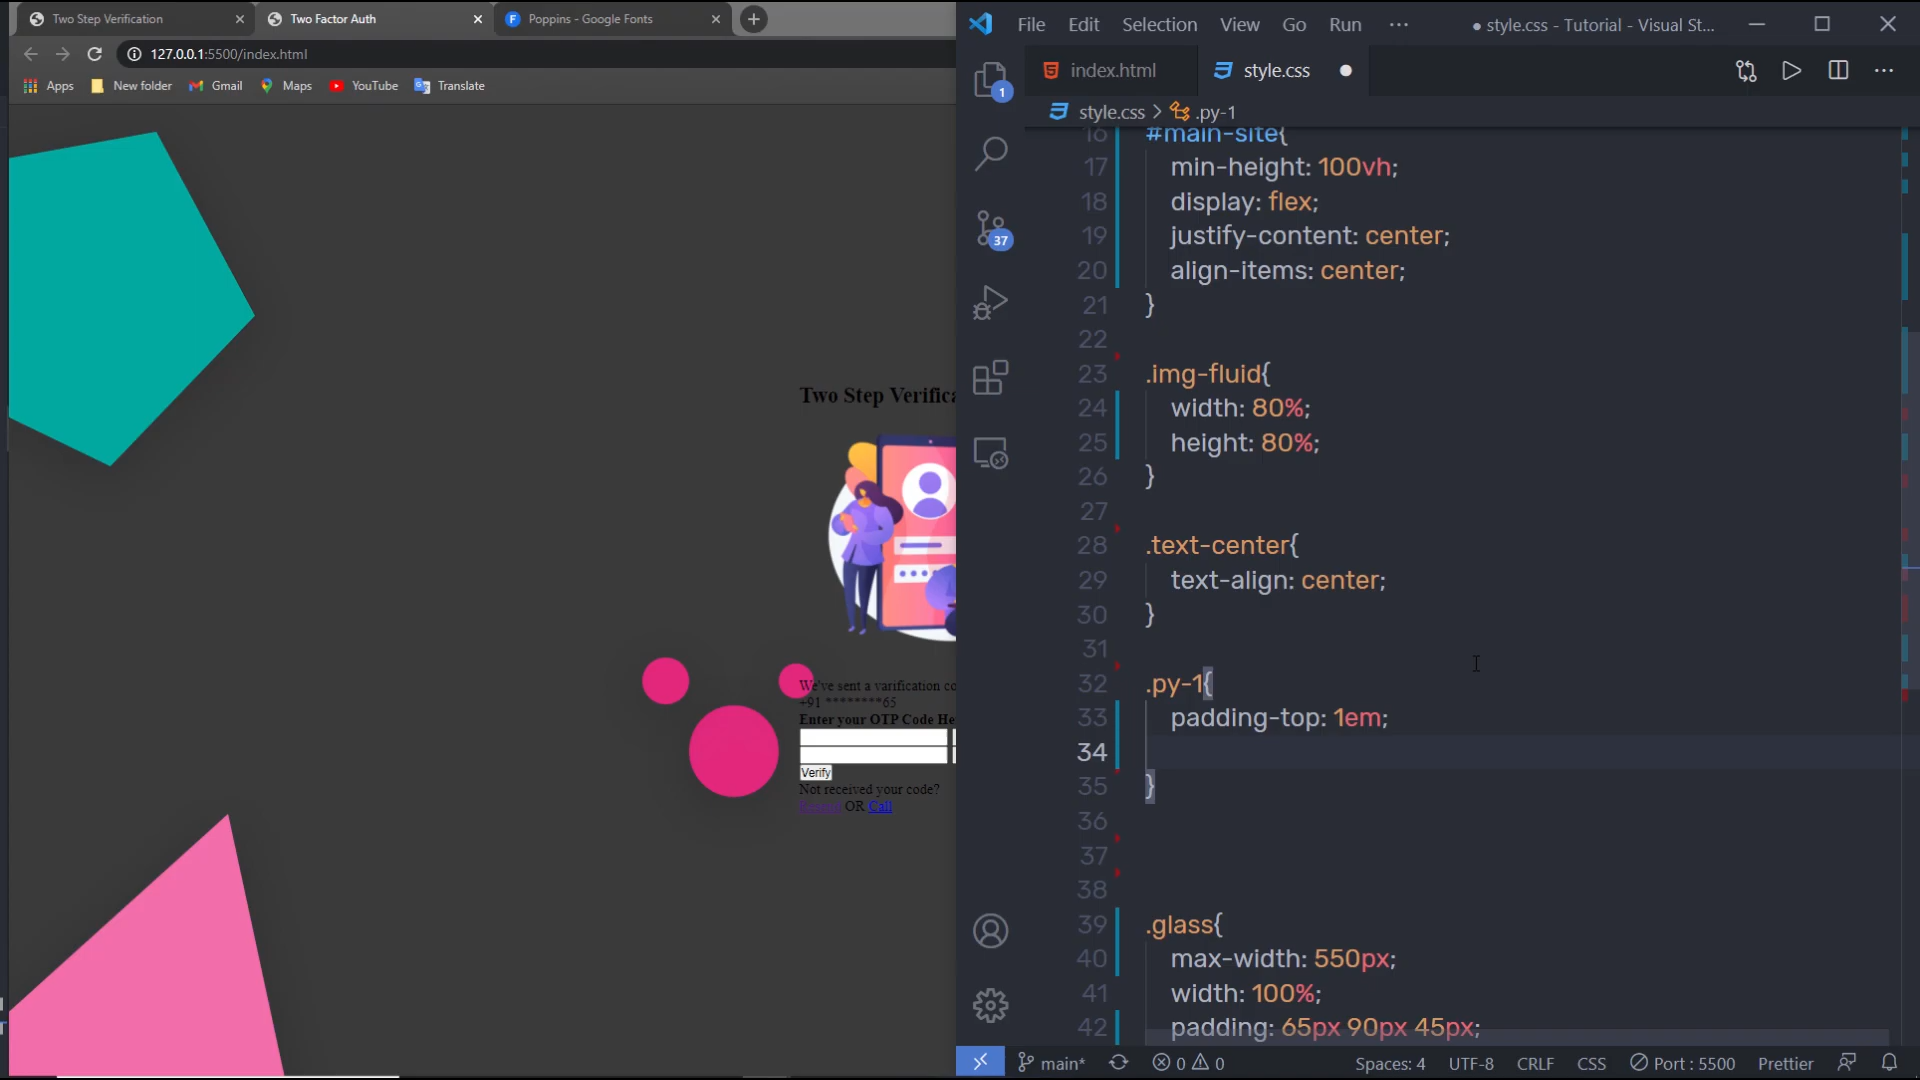 Two Step Verification
Two Factor Auth
Poppins - Google Fonts
127.0.0.1:5500/index.html
Apps
New folder
Gmail
Maps
YouTube
Translate
Two Step Verifica
We've sent a varification co
+91 ********65
Enter your OTP Code He
Verify
Not received your code?
Resend OR Call
File
Edit
Selection
View
Go
Run
style.css - Tutorial - Visual St...
1
37
index.html
style.css
style.css > .py-1
16 #main-site{
17 min-height: 100vh;
18 display: flex;
19 justify-content: center;
20 align-items: center;
21 }
22
23 .img-fluid{
24 width: 80%;
25 height: 80%;
26 }
27
28 .text-center{
29 text-align: center;
30 }
31
32 .py-1{
33 padding-top: 1em;
34
35 }
36
37
38
39 .glass{
40 max-width: 550px;
41 width: 100%;
42 padding: 65px 90px 45px;
main*
0
0
Spaces: 4
UTF-8
CRLF
CSS
Port : 5500
Prettier